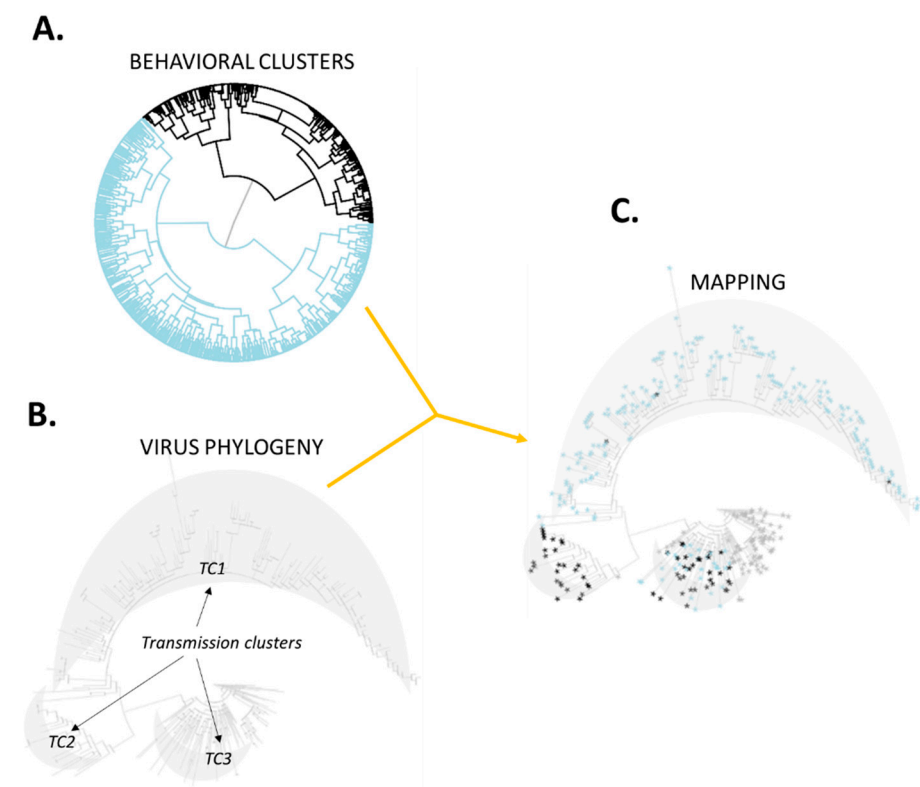 A.
BEHAVIORAL CLUSTERS
C.
MAPPING
B.
VIRUS PHYLOGENY
TC1
Transmission clusters
TC2
TC3